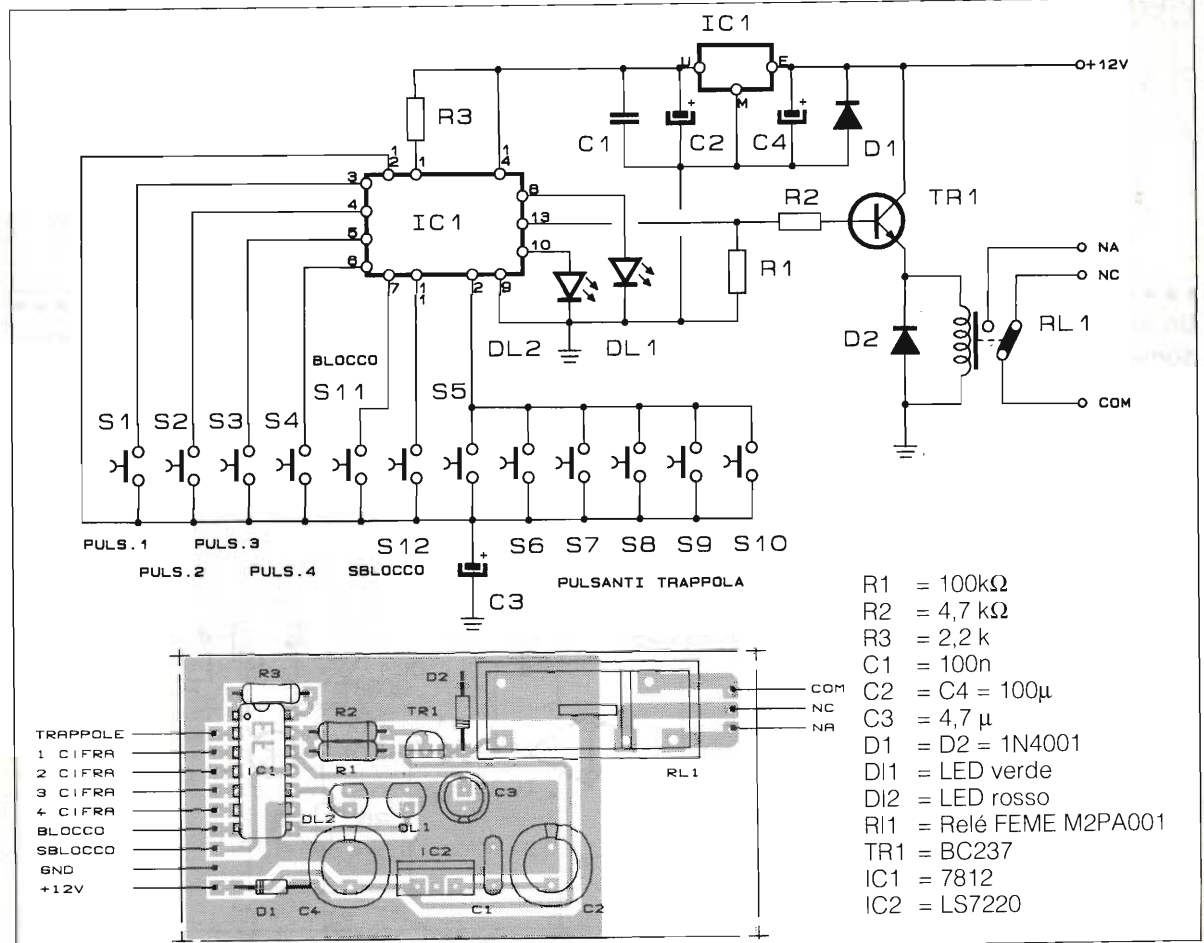 IC1
U
E
M
+12V
R3
C1
C2
+
C4
+
D1
1 2
1
1 4
3
4
5
6
IC1
8
13
10
7
1 1
2
9
R2
TR1
R1
NA
NC
RL1
D2
COM
DL2
DL1
BLOCCO
S11
S5
S1
S2
S3
S4
PULS.1
PULS.3
S12
S6
S7
S8
S9
S10
PULS.2
PULS.4
SBLOCCO
+
C3
PULSANTI TRAPPOLA
R1 = 100kΩ
R2 = 4,7 kΩ
R3 = 2,2 k
C1 = 100n
C2 = C4 = 100µ
C3 = 4,7 µ
D1 = D2 = 1N4001
Dl1 = LED verde
Dl2 = LED rosso
Rl1 = Relé FEME M2PA001
TR1 = BC237
IC1 = 7812
IC2 = LS7220
R3
D2
R2
TR1
COM
NC
NA
TRAPPOLE
1 CIFRA
2 CIFRA
3 CIFRA
4 CIFRA
BLOCCO
SBLOCCO
GND
+12V
IC1
R1
RL1
C3
DL2
DL1
IC2
D1
C4
C1
C2